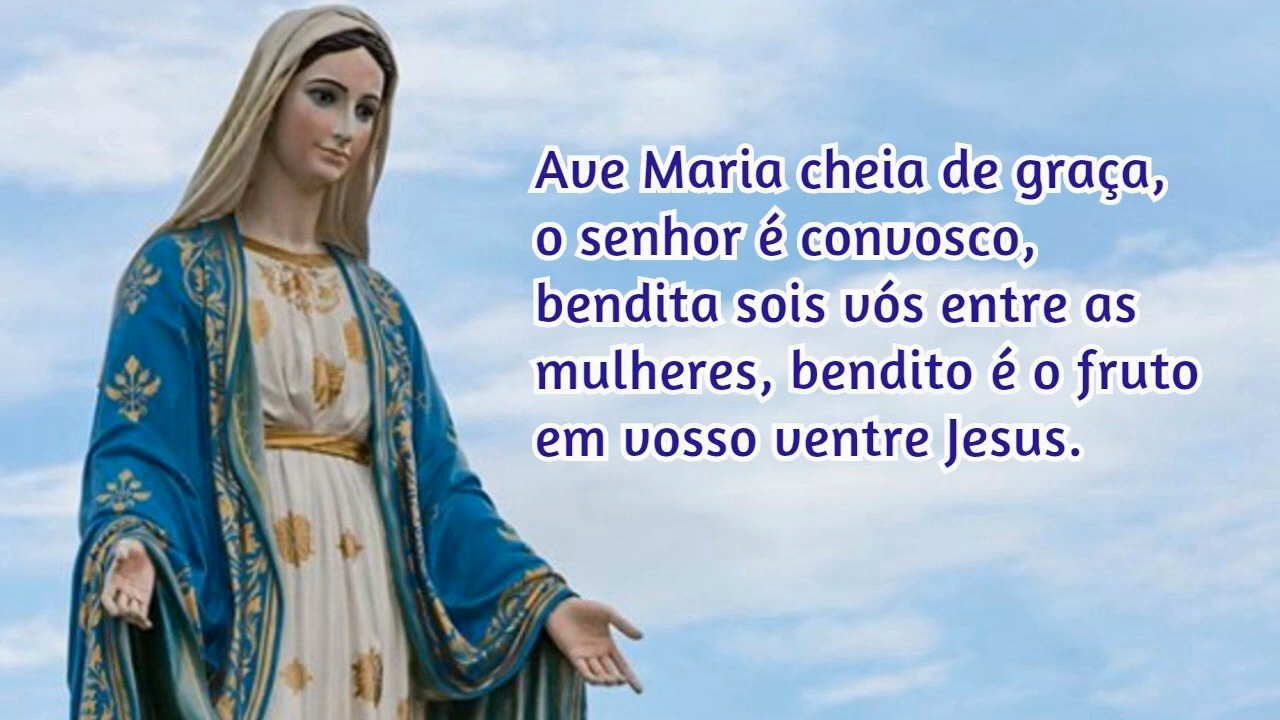 Ave Maria cheia de graça,
o senhor é convosco,
bendita sois vós entre as
mulheres, bendito é o fruto
em vosso ventre Jesus.